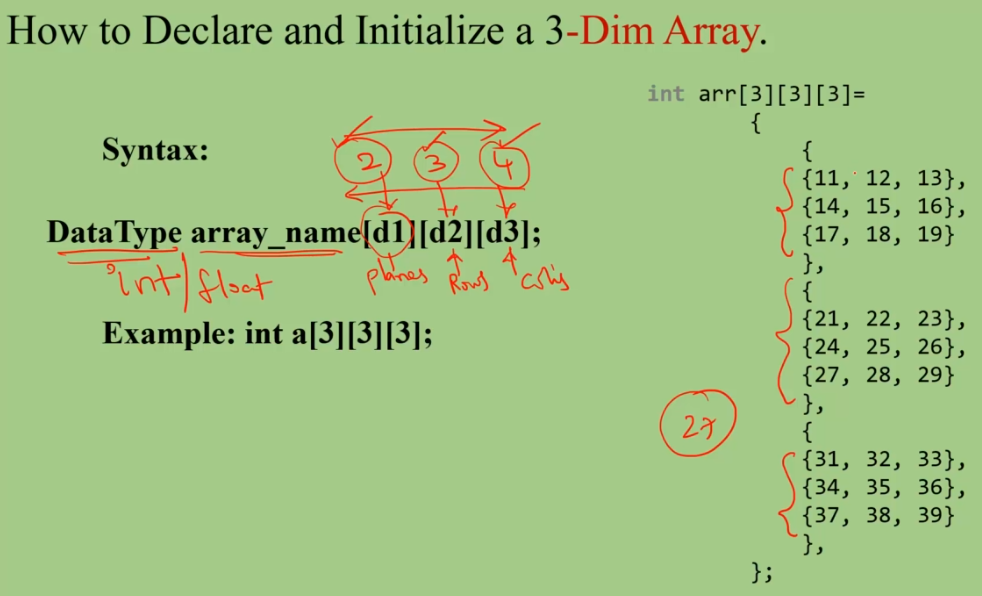 How to Declare and Initialize a 3-Dim Array.
Syntax:
2 3 4
DataType array_name[d1][d2][d3];
int | float
planes Rows Cols
Example: int a[3][3][3];
27
int arr[3][3][3]=
{
{
{11, 12, 13},
{14, 15, 16},
{17, 18, 19}
},
{
{21, 22, 23},
{24, 25, 26},
{27, 28, 29}
},
{
{31, 32, 33},
{34, 35, 36},
{37, 38, 39}
},
};